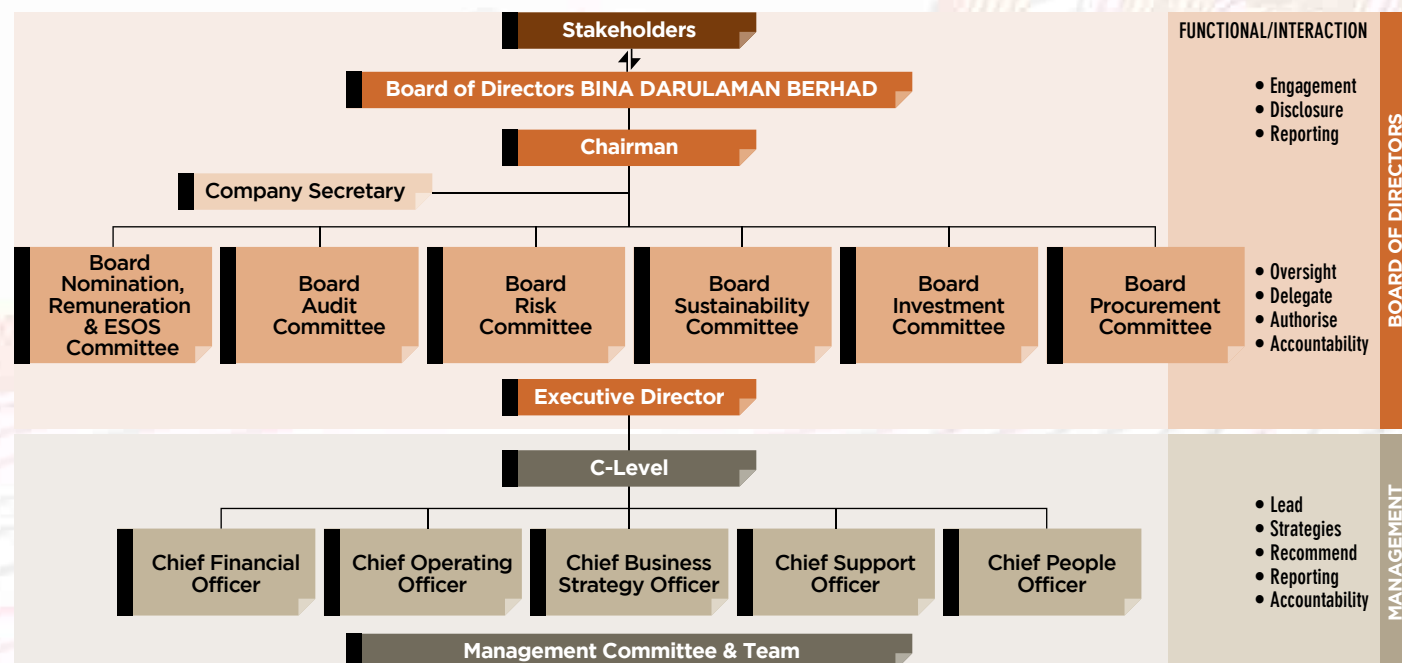 Stakeholders
FUNCTIONAL/INTERACTION
Board of Directors BINA DARULAMAN BERHAD
• Engagement
• Disclosure
• Reporting
Chairman
Company Secretary
BOARD OF DIRECTORS
Board
Nomination,
Remuneration
& ESOS
Committee
Board
Audit
Committee
Board
Risk
Committee
Board
Sustainability
Committee
Board
Investment
Committee
Board
Procurement
Committee
• Oversight
• Delegate
• Authorise
• Accountability
Executive Director
C-Level
Chief Financial
Officer
Chief Operating
Officer
Chief Business
Strategy Officer
Chief Support
Officer
Chief People
Officer
• Lead
• Strategies
• Recommend
• Reporting
• Accountability
MANAGEMENT
Management Committee & Team